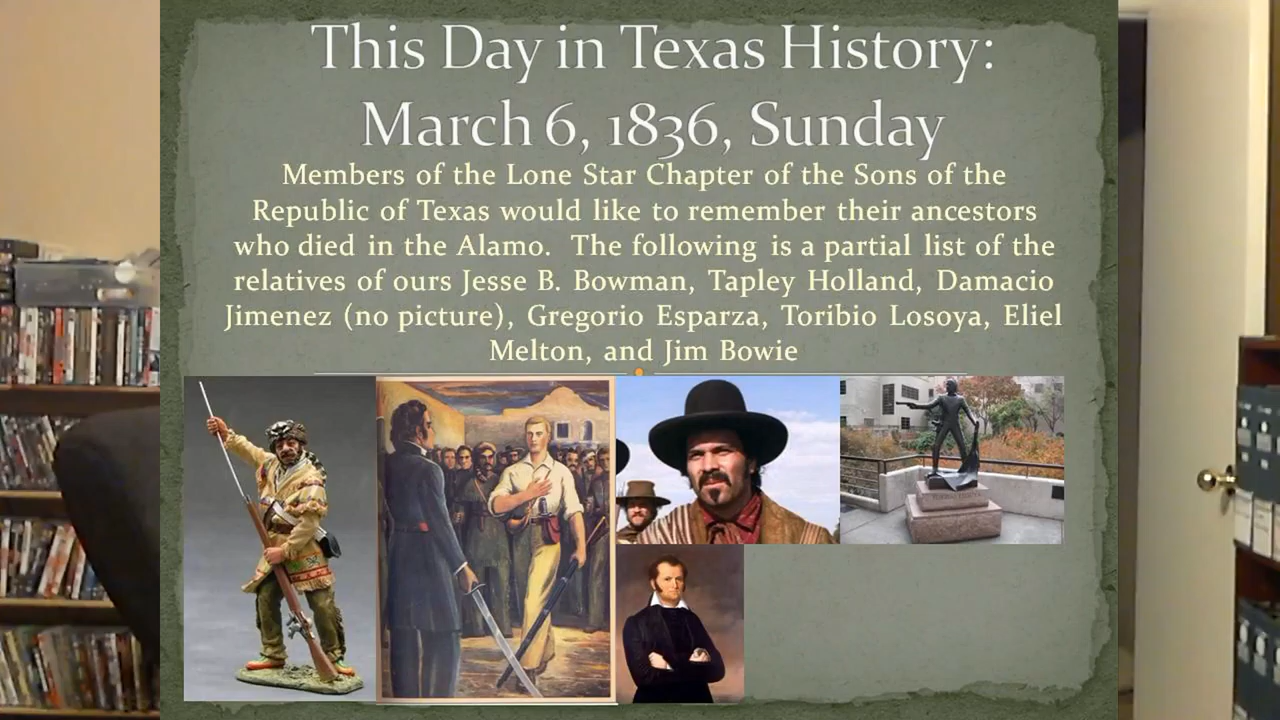 This Day in Texas History:
March 6, 1836, Sunday
Members of the Lone Star Chapter of the Sons of the
Republic of Texas would like to remember their ancestors
who died in the Alamo. The following is a partial list of the
relatives of ours Jesse B. Bowman, Tapley Holland, Damacio
Jimenez (no picture), Gregorio Esparza, Toribio Losoya, Eliel
Melton, and Jim Bowie